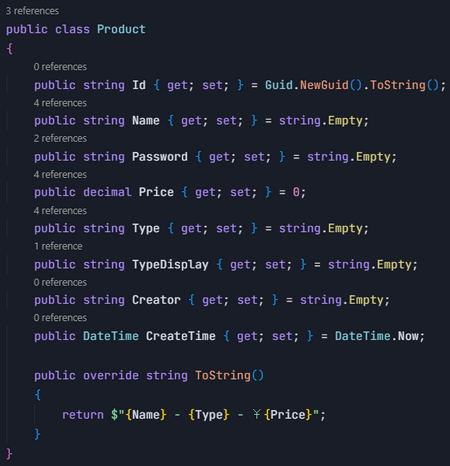 3 references
public class Product
{
0 references
public string Id { get; set; } = Guid.NewGuid().ToString();
4 references
public string Name { get; set; } = string.Empty;
2 references
public string Password { get; set; } = string.Empty;
4 references
public decimal Price { get; set; } = 0;
4 references
public string Type { get; set; } = string.Empty;
1 reference
public string TypeDisplay { get; set; } = string.Empty;
0 references
public string Creator { get; set; } = string.Empty;
0 references
public DateTime CreateTime { get; set; } = DateTime.Now;
public override string ToString()
{
return $"{Name} - {Type} - ¥{Price}";
}
}